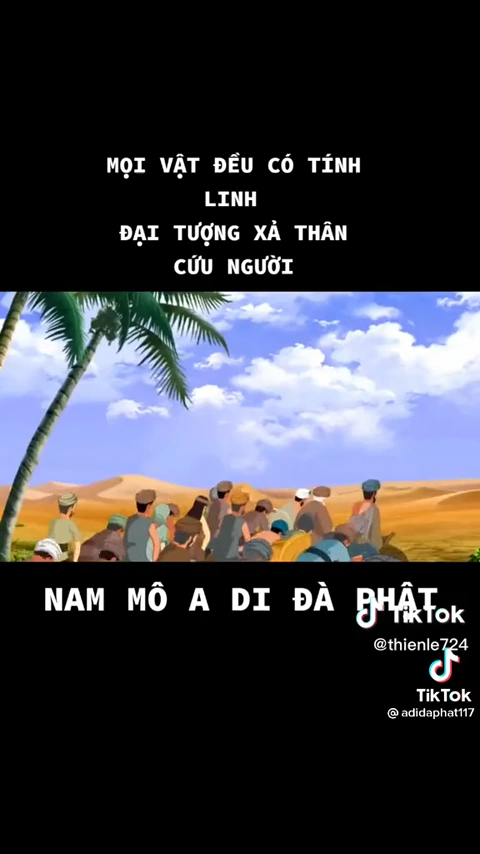 MỌI VẬT ĐỀU CÓ TÍNH
LINH
ĐẠI TƯỢNG XẢ THÂN
CỨU NGƯỜI
NAM MÔ A DI ĐÀ PHẬT
TikTok
@thienle724
TikTok
@adidaphat117